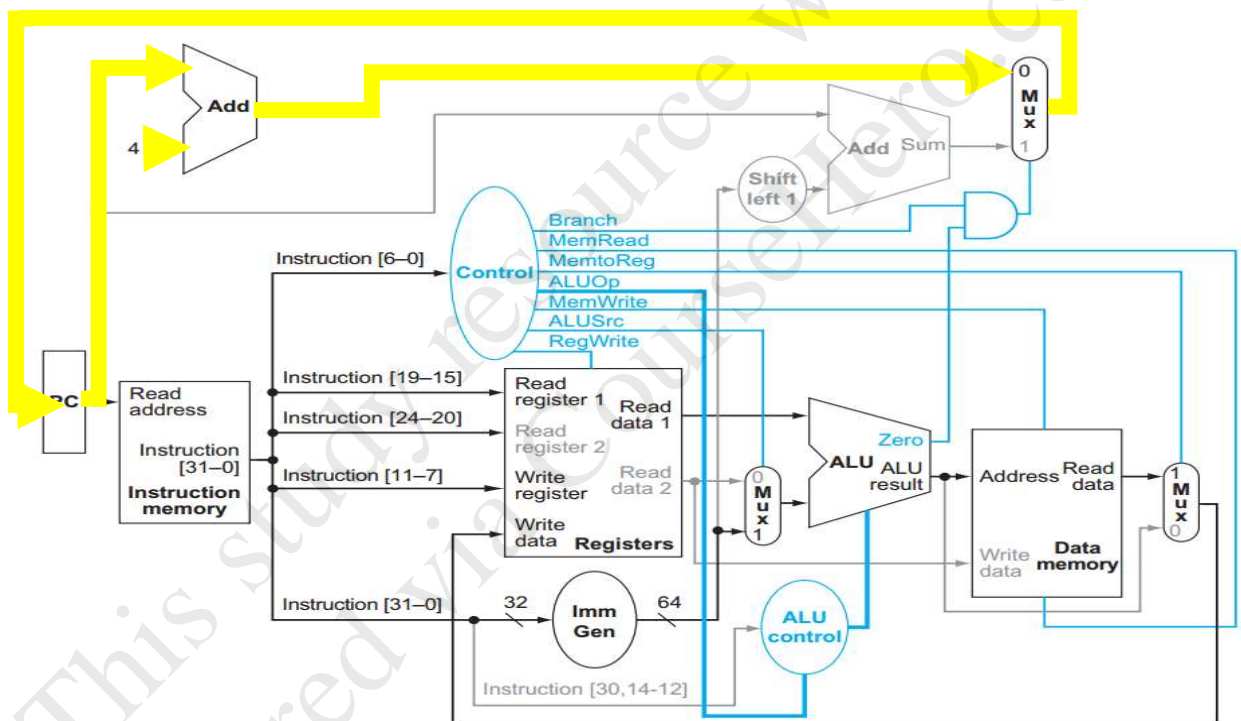 0
Mux
1
Add
4
Add Sum
Shift
left 1
Branch
MemRead
MemtoReg
ALUOp
MemWrite
ALUSrc
RegWrite
Control
Instruction [6–0]
Instruction [19–15]
Instruction [24–20]
Instruction [11–7]
Instruction [31–0]
Read
address
Instruction
[31–0]
Instruction
memory
Read
register 1
Read
register 2
Write
register
Write
data
Registers
Read
data 1
Read
data 2
0
Mux
1
Zero
ALU
ALU
result
Address
Read
data
Write
data
Data
memory
1
Mux
0
32
Imm
Gen
64
ALU
control
Instruction [30,14-12]
This study resource w
red via CourseHero.c